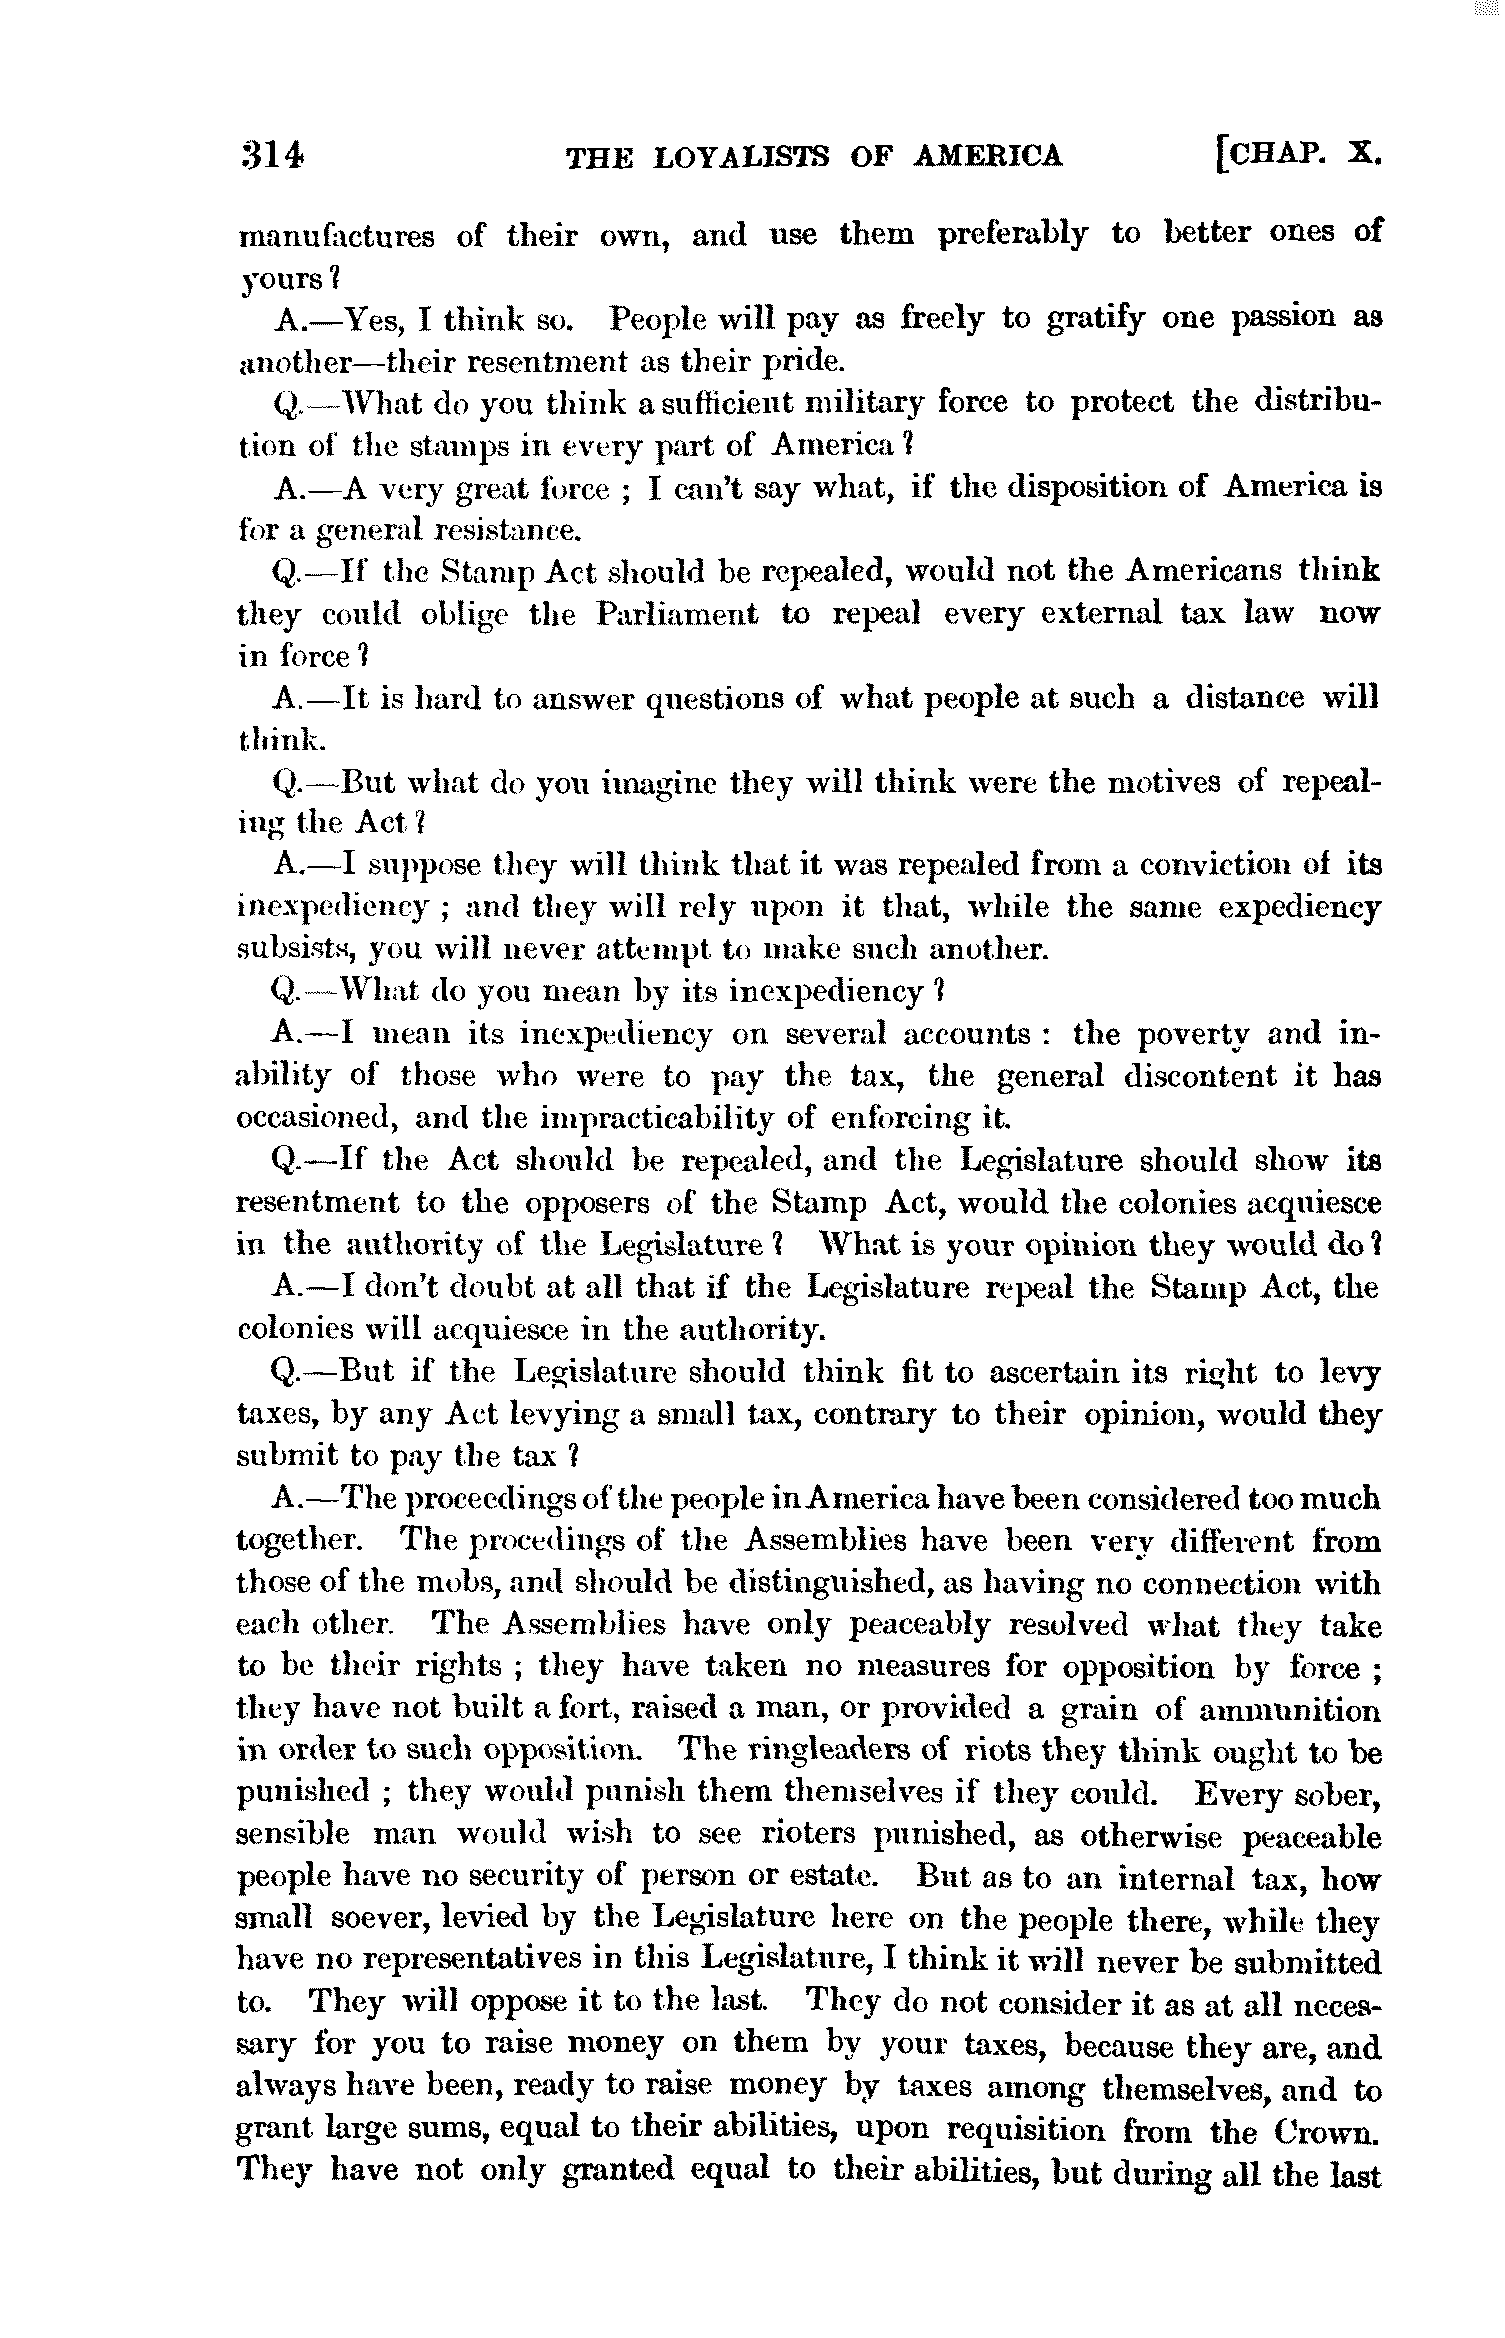 314 THE LOYALISTS OF AMERICA [CHAP. X.
manufactures of their own, and use them preferably to better ones of
yours?
A.—Yes, I think so. People will pay as freely to gratify one passion as
another—their resentment as their pride.
Q.—What do you think a sufficient military force to protect the distribu-
tion of the stamps in every part of America?
A.—A very great force ; I can't say what, if the disposition of America is
for a general resistance.
Q.—If the Stamp Act should be repealed, would not the Americans think
they could oblige the Parliament to repeal every external tax law now
in force?
A.—It is hard to answer questions of what people at such a distance will
think.
Q.—But what do you imagine they will think were the motives of repeal-
ing the Act?
A.—I suppose they will think that it was repealed from a conviction of its
inexpediency ; and they will rely upon it that, while the same expediency
subsists, you will never attempt to make such another.
Q.—What do you mean by its inexpediency?
A.—I mean its inexpediency on several accounts : the poverty and in-
ability of those who were to pay the tax, the general discontent it has
occasioned, and the impracticability of enforcing it.
Q.—If the Act should be repealed, and the Legislature should show its
resentment to the opposers of the Stamp Act, would the colonies acquiesce
in the authority of the Legislature? What is your opinion they would do?
A.—I don't doubt at all that if the Legislature repeal the Stamp Act, the
colonies will acquiesce in the authority.
Q.—But if the Legislature should think fit to ascertain its right to levy
taxes, by any Act levying a small tax, contrary to their opinion, would they
submit to pay the tax ?
A.—The proceedings of the people in America have been considered too much
together. The procedings of the Assemblies have been very different from
those of the mobs, and should be distinguished, as having no connection with
each other. The Assemblies have only peaceably resolved what they take
to be their rights ; they have taken no measures for opposition by force ;
they have not built a fort, raised a man, or provided a grain of ammunition
in order to such opposition. The ringleaders of riots they think ought to be
punished ; they would punish them themselves if they could. Every sober,
sensible man would wish to see rioters punished, as otherwise peaceable
people have no security of person or estate. But as to an internal tax, how
small soever, levied by the Legislature here on the people there, while they
have no representatives in this Legislature, I think it will never be submitted
to. They will oppose it to the last. They do not consider it as at all neces-
sary for you to raise money on them by your taxes, because they are, and
always have been, ready to raise money by taxes among themselves, and to
grant large sums, equal to their abilities, upon requisition from the Crown.
They have not only granted equal to their abilities, but during all the last